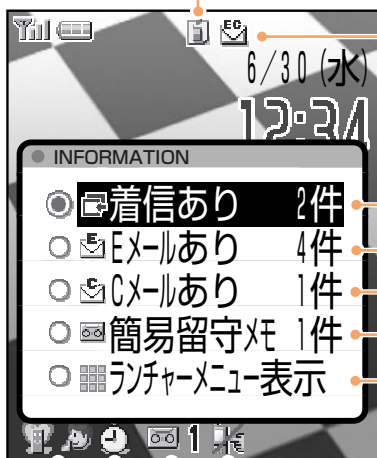 EC
6/30(水)
12:34
INFORMATION
着信あり 2件
E Eメールあり 4件
C Cメールあり 1件
簡易留守メモ 1件
ランチャーメニュー表示
1